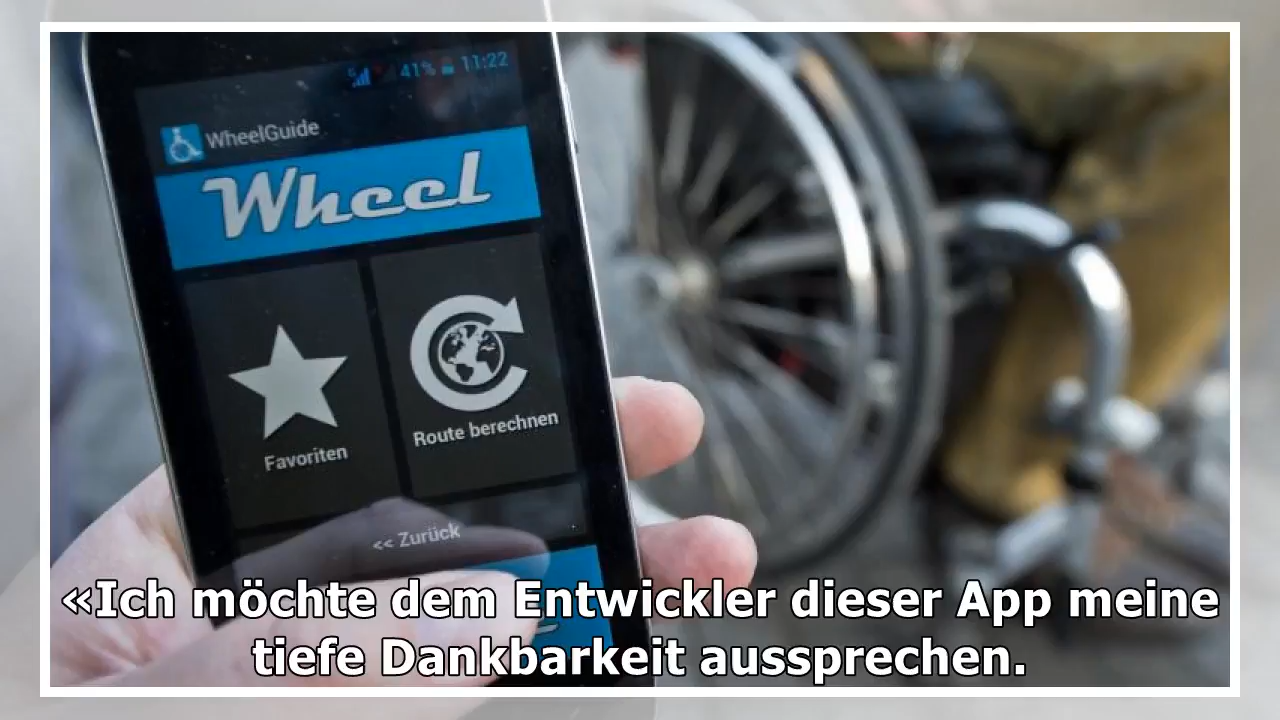 41% 11:22
WheelGuide
Wheel
Favoriten
Route berechnen
<< Zurück
«Ich möchte dem Entwickler dieser App meine
tiefe Dankbarkeit aussprechen.